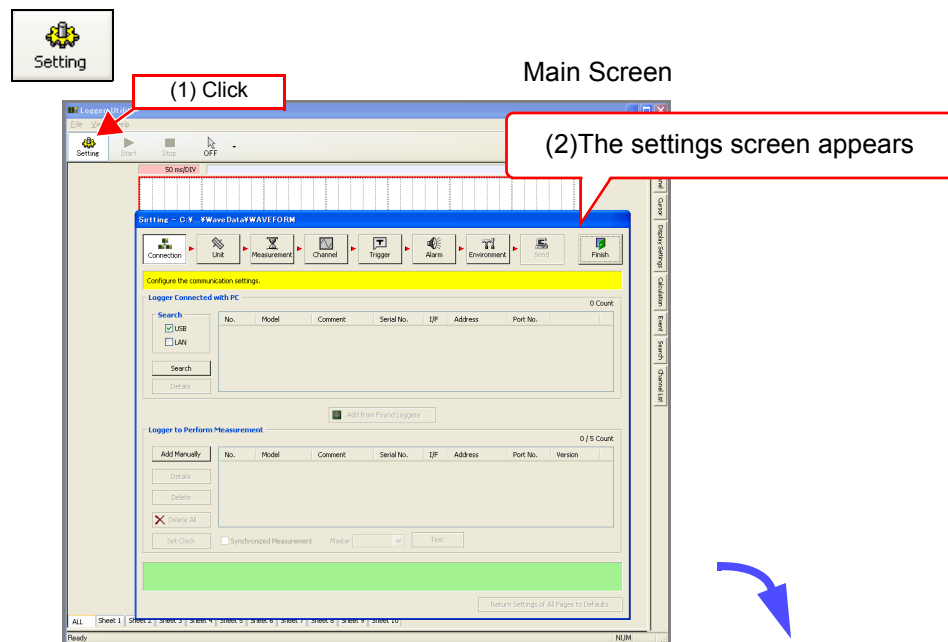 Setting
(1) Click
Main Screen
(2)The settings screen appears
Logger Utili
File View Help
Setting Start Stop OFF
50 ms/DIV
Cursor
Display Settings
Calculation
Event
Search
Channel List
Setting - C:¥...¥WaveData¥WAVEFORM
Connection Unit Measurement Channel Trigger Alarm Environment Send Finish
Configure the communication settings.
Logger Connected with PC
0 Count
Search
USB
LAN
Search
Details
No. Model Comment Serial No. I/F Address Port No.
Add from Found Loggers
Logger to Perform Measurement
0 / 5 Count
Add Manually
Details
Delete
Delete All
Set Clock
No. Model Comment Serial No. I/F Address Port No. Version
Synchronized Measurement Master Test
Return Settings of All Pages to Defaults
ALL Sheet 1 Sheet 2 Sheet 3 Sheet 4 Sheet 5 Sheet 6 Sheet 7 Sheet 8 Sheet 9 Sheet 10
Ready NUM